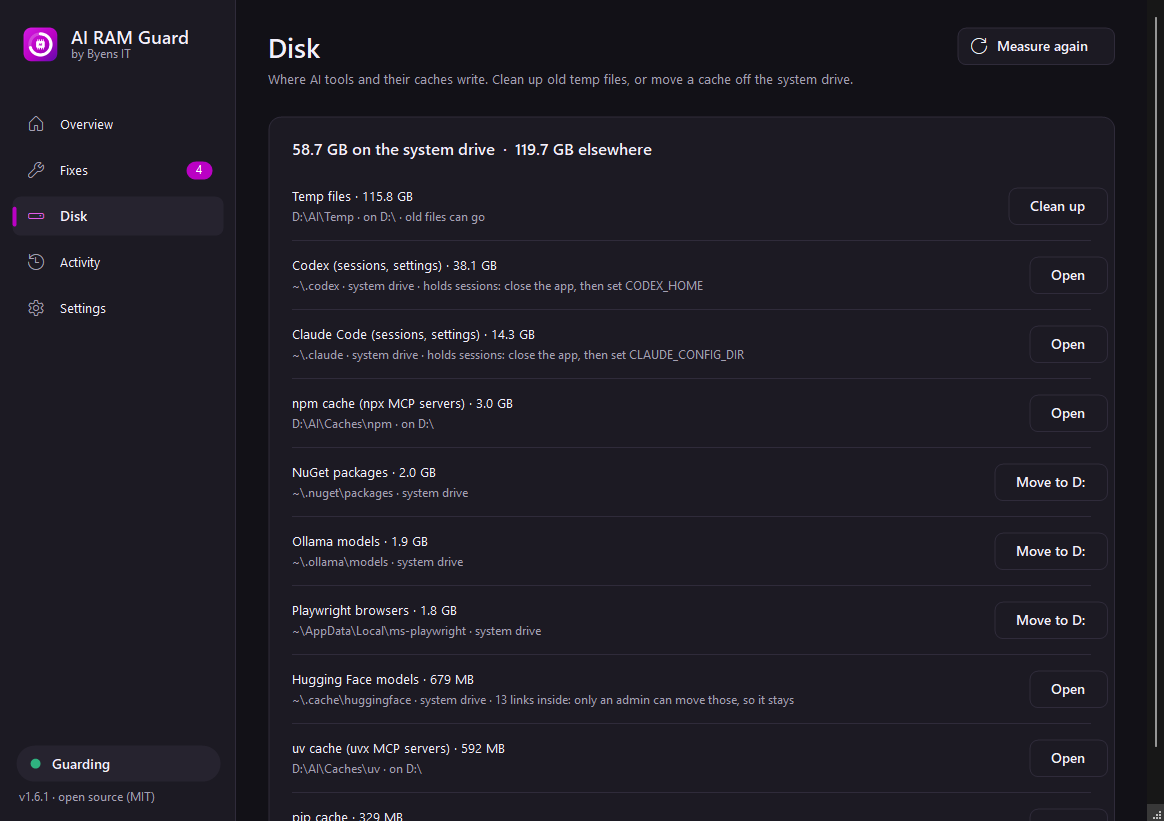 AI RAM Guard
by Byens IT
Overview
Fixes
4
Disk
Activity
Settings
Guarding
v1.6.1 · open source (MIT)
Disk
Where AI tools and their caches write. Clean up old temp files, or move a cache off the system drive.
Measure again
58.7 GB on the system drive · 119.7 GB elsewhere
Temp files · 115.8 GB
D:\AI\Temp · on D:\ · old files can go
Clean up
Codex (sessions, settings) · 38.1 GB
~\.codex · system drive · holds sessions: close the app, then set CODEX_HOME
Open
Claude Code (sessions, settings) · 14.3 GB
~\.claude · system drive · holds sessions: close the app, then set CLAUDE_CONFIG_DIR
Open
npm cache (npx MCP servers) · 3.0 GB
D:\AI\Caches\npm · on D:\
Open
NuGet packages · 2.0 GB
~\.nuget\packages · system drive
Move to D:
Ollama models · 1.9 GB
~\.ollama\models · system drive
Move to D:
Playwright browsers · 1.8 GB
~\AppData\Local\ms-playwright · system drive
Move to D:
Hugging Face models · 679 MB
~\.cache\huggingface · system drive · 13 links inside: only an admin can move those, so it stays
Open
uv cache (uvx MCP servers) · 592 MB
D:\AI\Caches\uv · on D:\
Open
pip cache · 329 MB